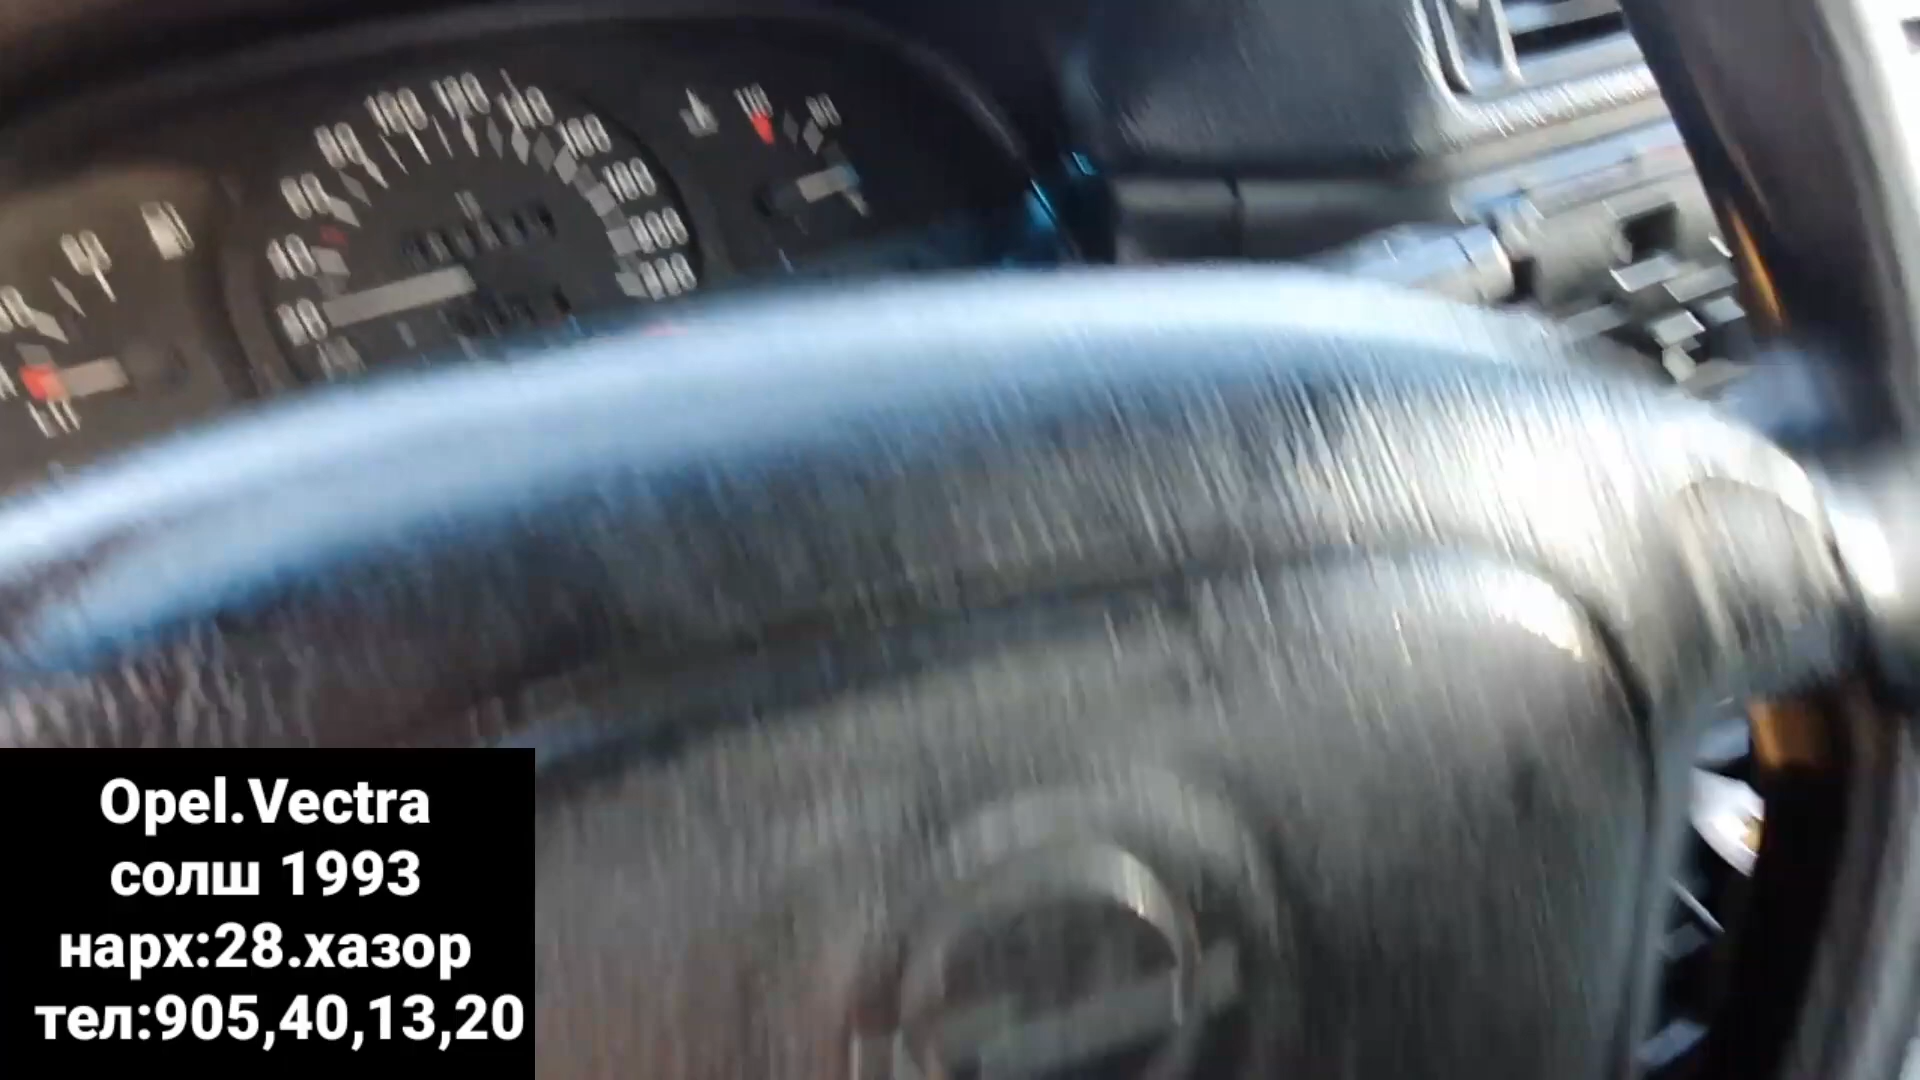 Opel.Vectra
солш 1993
нарх:28.хазор
тел:905,40,13,20